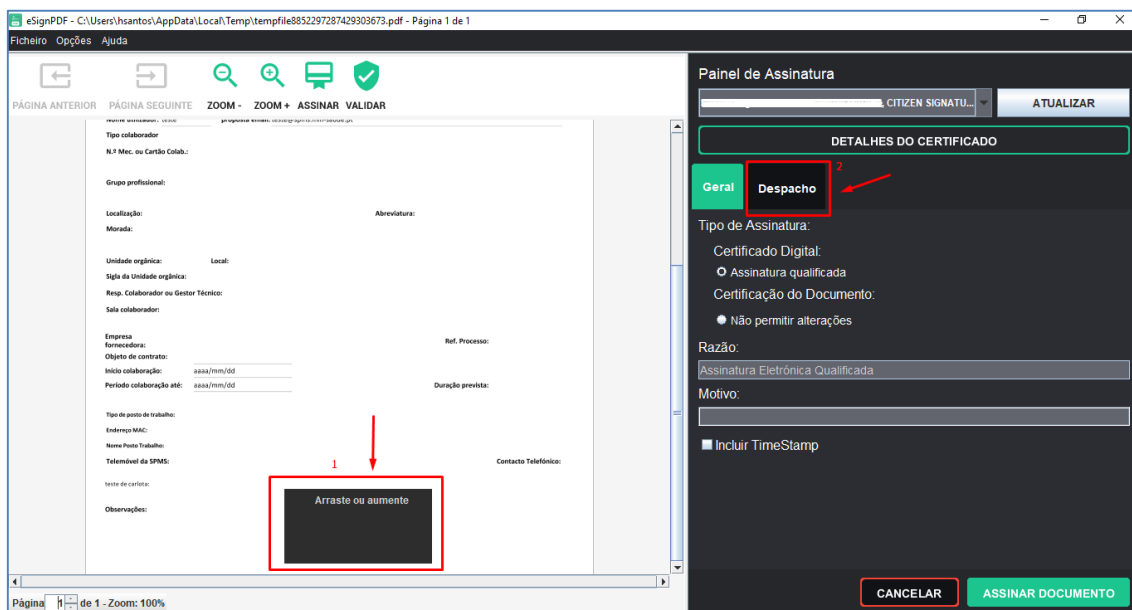 eSignPDF - C:\Users\hsantos\AppData\Local\Temp\tempfile8852297287429303673.pdf - Página 1 de 1
Ficheiro Opções Ajuda
PÁGINA ANTERIOR PÁGINA SEGUINTE ZOOM - ZOOM + ASSINAR VALIDAR
Tipo colaborador
N.º Mec. ou Cartão Colab.:
Grupo profissional:
Localização: Abreviatura:
Morada:
Unidade orgânica: Local:
Sigla da Unidade orgânica:
Resp. Colaborador ou Gestor Técnico:
Sala colaborador:
Empresa
fornecedora: Ref. Processo:
Objeto de contrato:
Início colaboração: aaaa/mm/dd
Período colaboração até: aaaa/mm/dd Duração prevista:
Tipo de posto de trabalho:
Endereço MAC:
Nome Posto Trabalho:
Telemóvel da SPMS: Contacto Telefónico:
1
teste de carlota:
Observações:
Arraste ou aumente
Página 1 de 1 - Zoom: 100%
Painel de Assinatura
, CITIZEN SIGNATU... ATUALIZAR
DETALHES DO CERTIFICADO
Geral Despacho 2
Tipo de Assinatura:
Certificado Digital:
Assinatura qualificada
Certificação do Documento:
Não permitir alterações
Razão:
Assinatura Eletrônica Qualificada
Motivo:
Incluir TimeStamp
CANCELAR ASSINAR DOCUMENTO